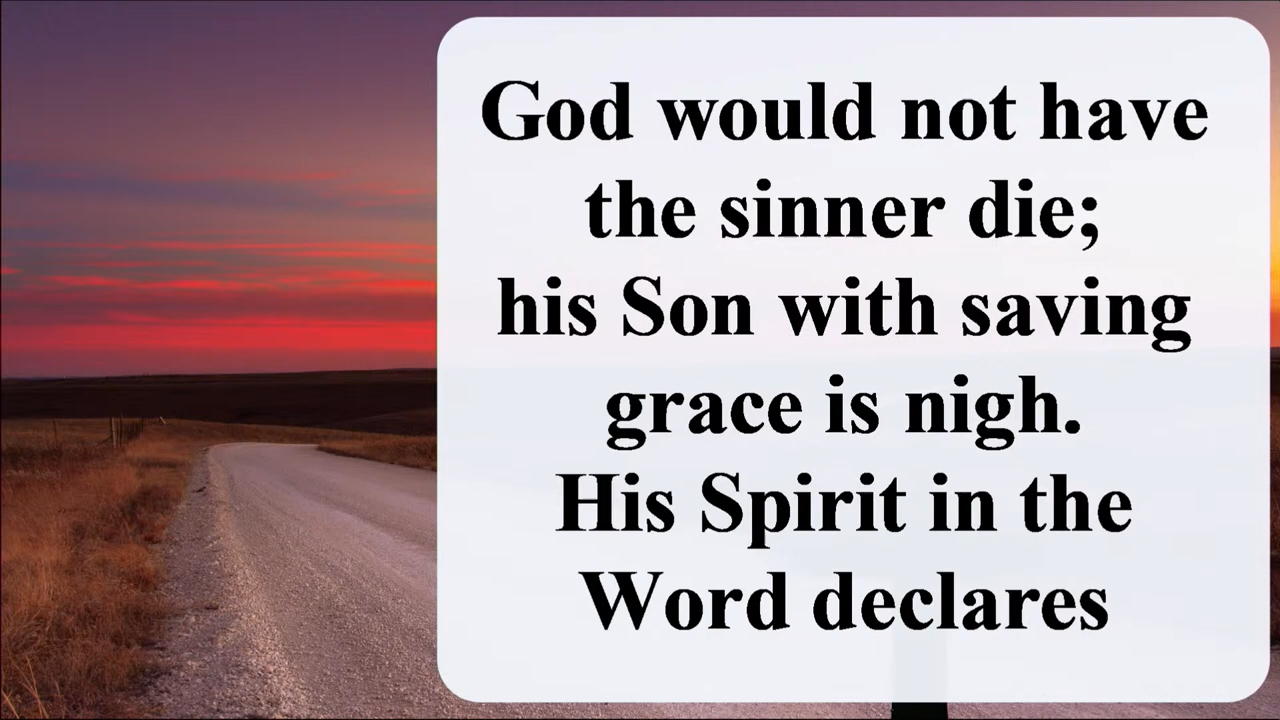 God would not have
the sinner die;
his Son with saving
grace is nigh.
His Spirit in the
Word declares